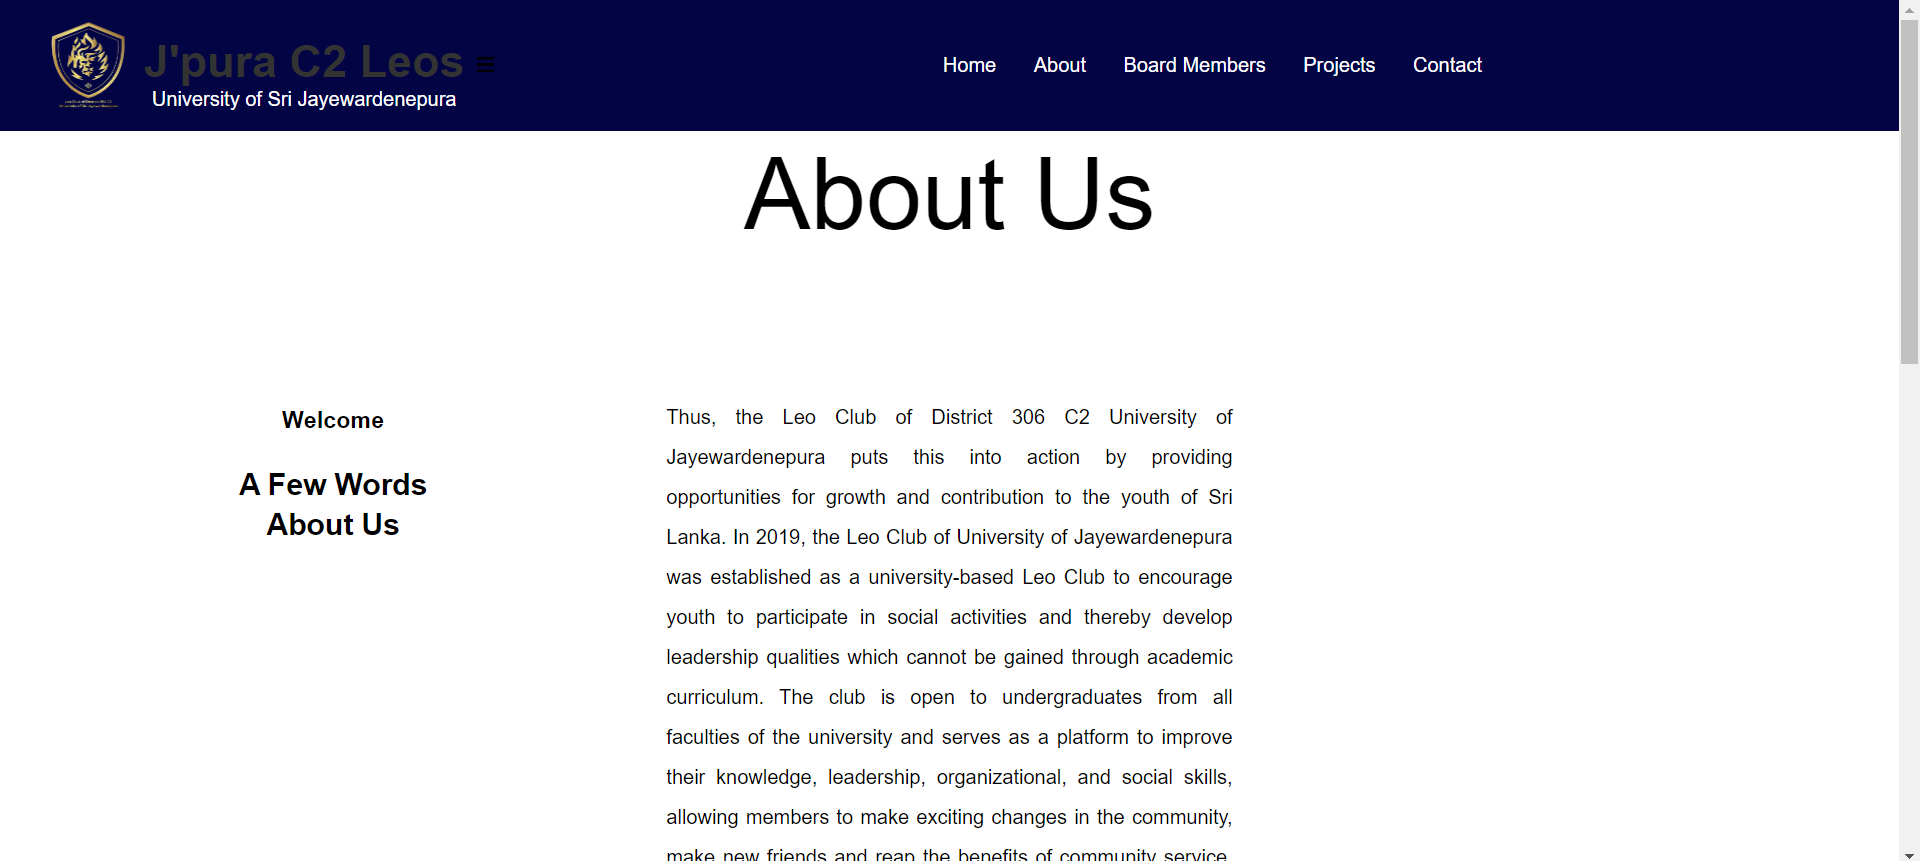 J'pura C2 Leos
University of Sri Jayewardenepura
Home About Board Members Projects Contact
About Us
Welcome
A Few Words
About Us
Thus, the Leo Club of District 306 C2 University of
Jayewardenepura puts this into action by providing
opportunities for growth and contribution to the youth of Sri
Lanka. In 2019, the Leo Club of University of Jayewardenepura
was established as a university-based Leo Club to encourage
youth to participate in social activities and thereby develop
leadership qualities which cannot be gained through academic
curriculum. The club is open to undergraduates from all
faculties of the university and serves as a platform to improve
their knowledge, leadership, organizational, and social skills,
allowing members to make exciting changes in the community,
make new friends and reap the benefits of community service.